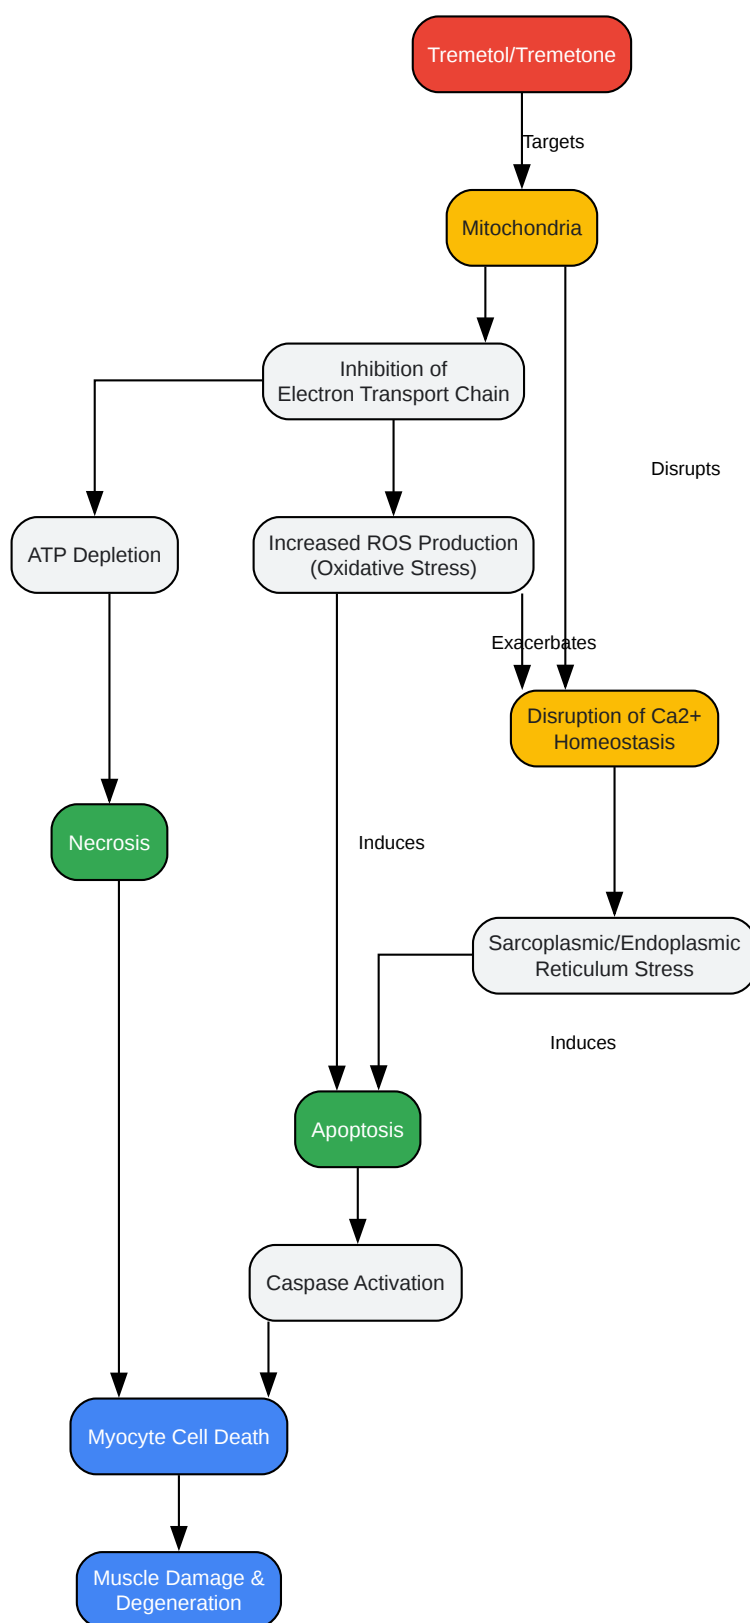 Tremetol/Tremetone
Targets
Mitochondria
Inhibition of
Electron Transport Chain
Disrupts
ATP Depletion
Increased ROS Production
(Oxidative Stress)
Exacerbates
Disruption of Ca2+
Homeostasis
Necrosis
Induces
Sarcoplasmic/Endoplasmic
Reticulum Stress
Induces
Apoptosis
Caspase Activation
Myocyte Cell Death
Muscle Damage &
Degeneration